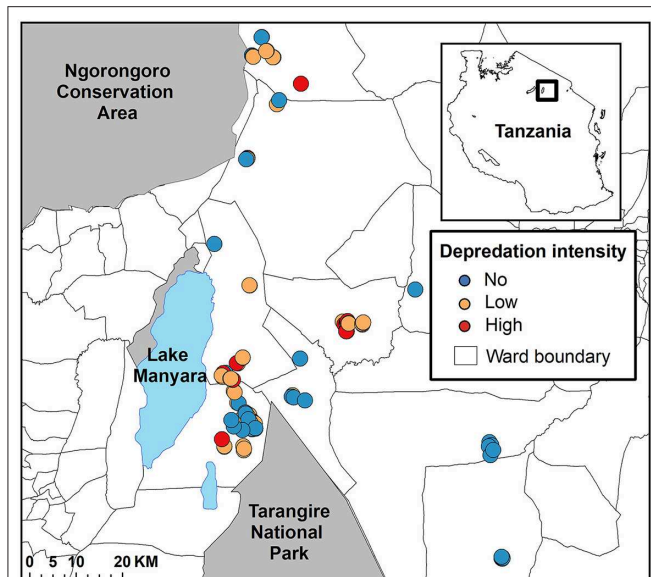 Ngorongoro
Conservation
Area
Tanzania
Depredation intensity
No
Low
High
Ward boundary
Lake
Manyara
Tarangire
National
Park
0 5 10 20 KM